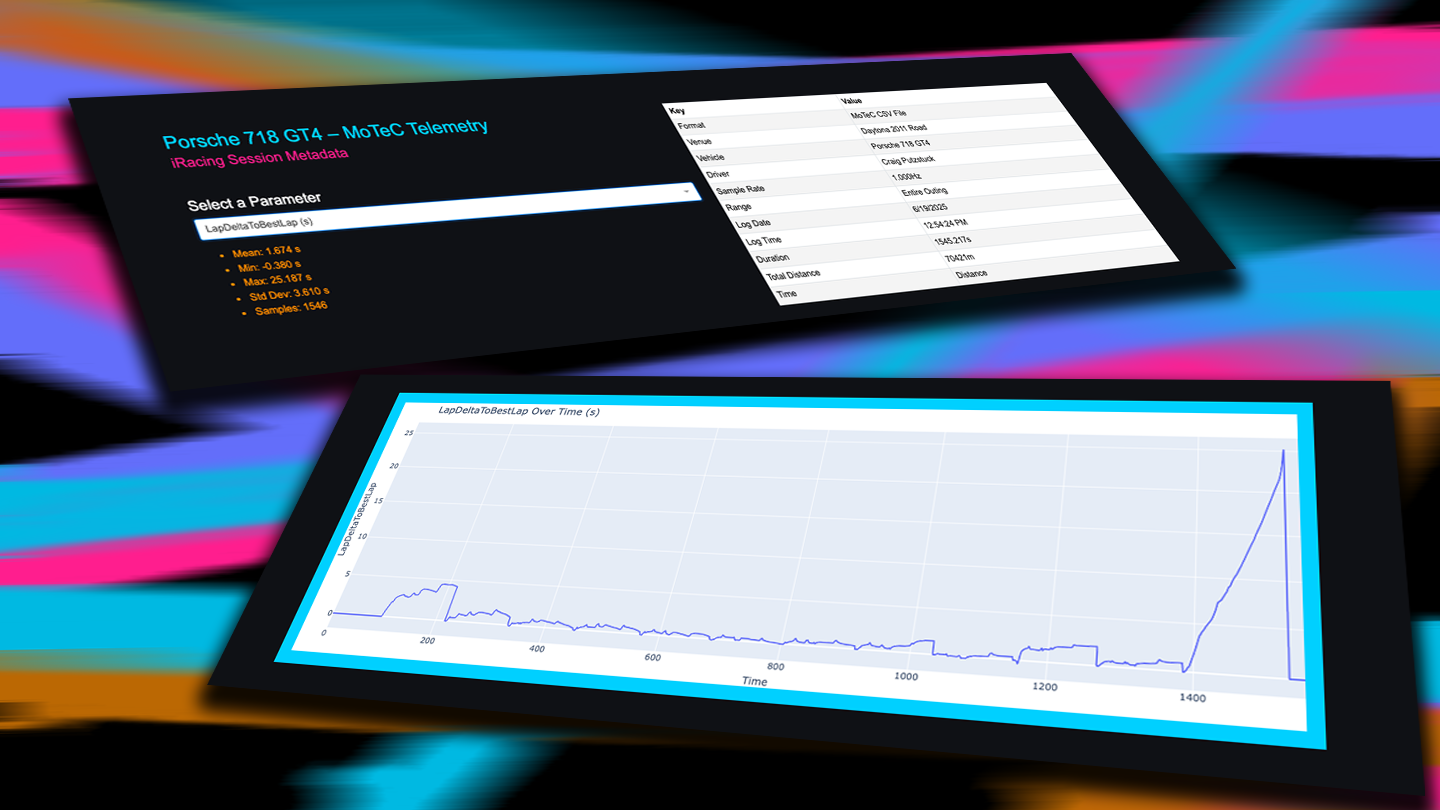 Porsche 718 GT4 – MoTeC Telemetry
iRacing Session Metadata
Select a Parameter
LapDeltaToBestLap (s)
• Mean: 1.674 s
• Min: -0.380 s
• Max: 25.187 s
• Std Dev: 3.610 s
• Samples: 1546
Key Value
Format MoTeC CSV File
Venue Daytona 2011 Road
Vehicle Porsche 718 GT4
Driver Craig Putzstuck
Sample Rate 1.000Hz
Range Entire Outing
Log Date 6/19/2025
Log Time 12:54:24 PM
Duration 1545.217s
Total Distance 70421m
Time Distance
LapDeltaToBestLap Over Time (s)
25
20
15
10
5
0
LapDeltaToBestLap
0 200 400 600 800 1000 1200 1400
Time